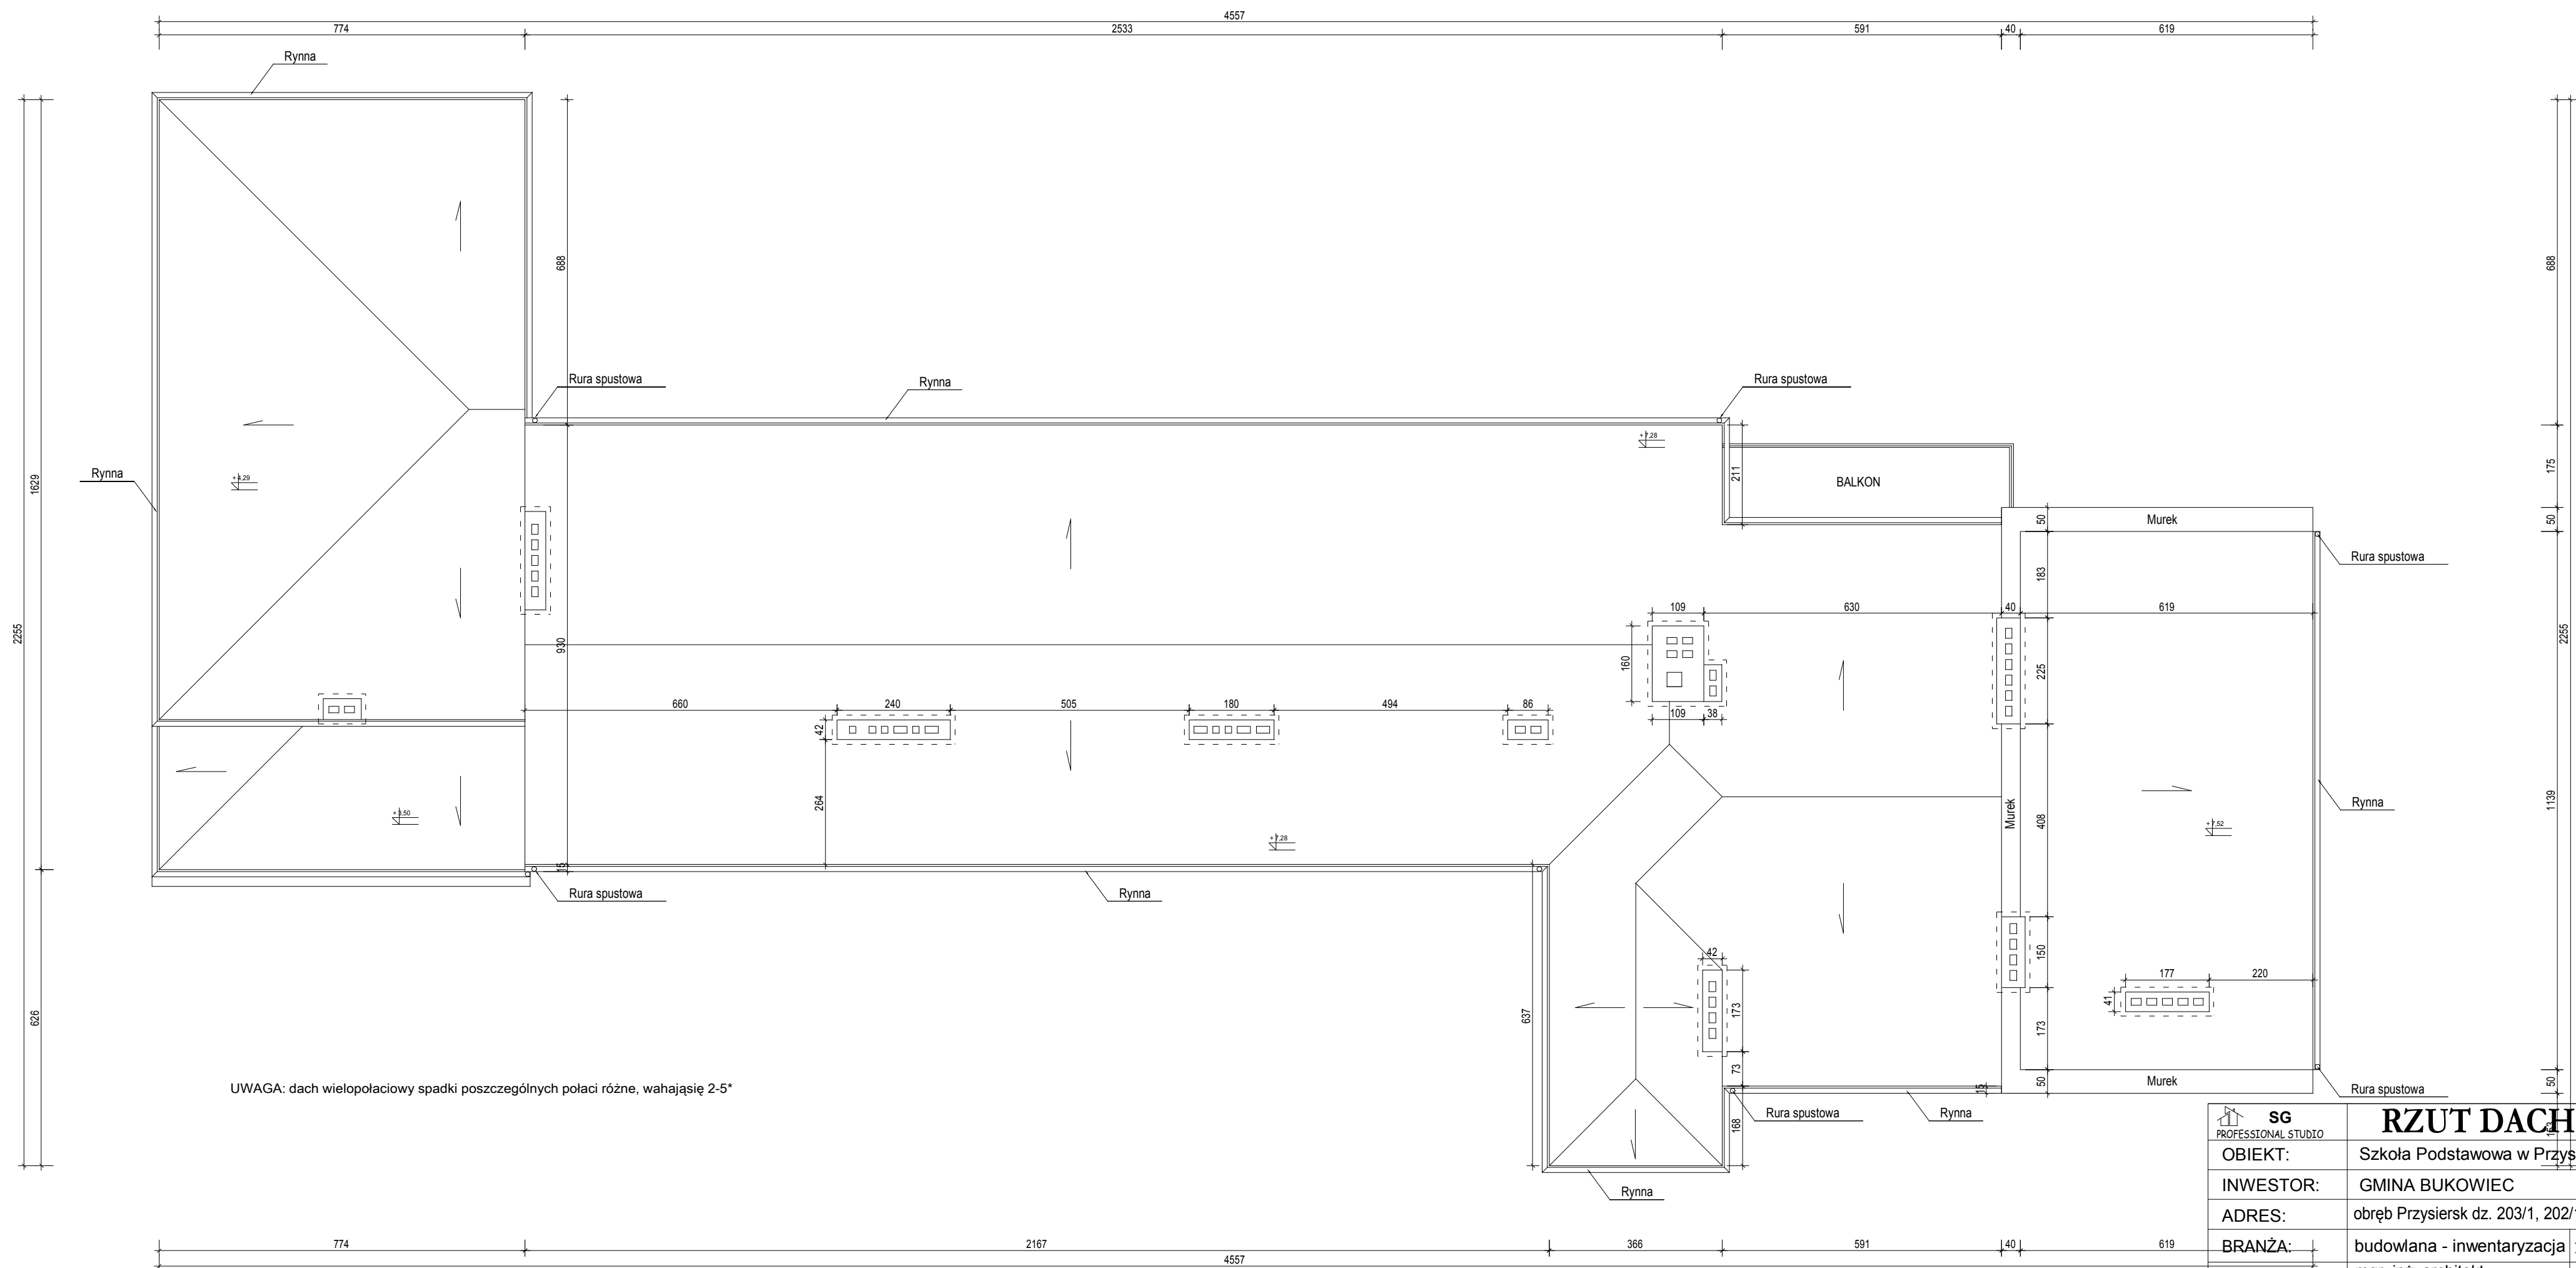 4557
774
2533
591
40
619
Rynna
688
688
Rura spustowa
Rynna
Rura spustowa
+7,28
211
BALKON
175
Rynna
1629
+4,29
50
Murek
50
Rura spustowa
183
109
630
40
619
2255
930
160
225
2255
660
240
505
180
494
86
109
38
42
264
Murek
408
1139
Rynna
+7,52
+3,50
+7,28
15
Rura spustowa
Rynna
42
150
177
220
41
637
173
173
626
UWAGA: dach wielopołaciowy spadki poszczególnych połaci różne, wahająsię 2-5*
73
15
50
Murek
50
Rura spustowa
Rura spustowa
Rynna
168
Rynna
SG
PROFESSIONAL STUDIO
RZUT DACH
OBIEKT:
Szkoła Podstawowa w Przys
INWESTOR:
GMINA BUKOWIEC
ADRES:
obręb Przysiersk dz. 203/1, 202/
BRANŻA:
budowlana - inwentaryzacja
774
2167
366
591
40
619
4557